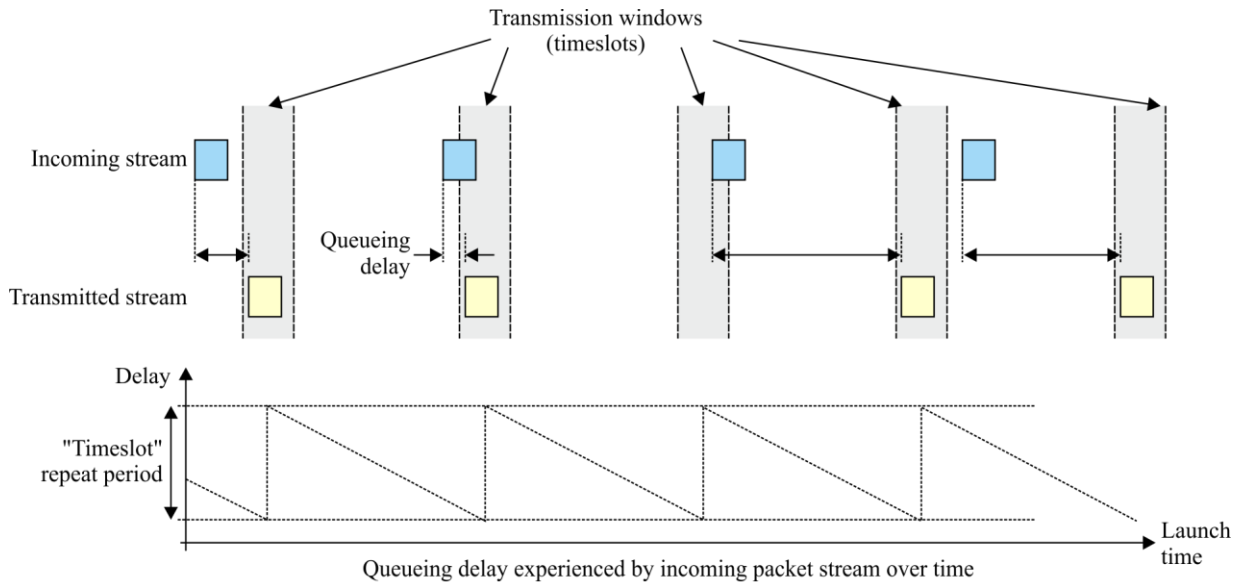 Transmission windows
(timeslots)
Incoming stream
Queueing
delay
Transmitted stream
Delay
"Timeslot"
repeat period
Launch
time
Queueing delay experienced by incoming packet stream over time